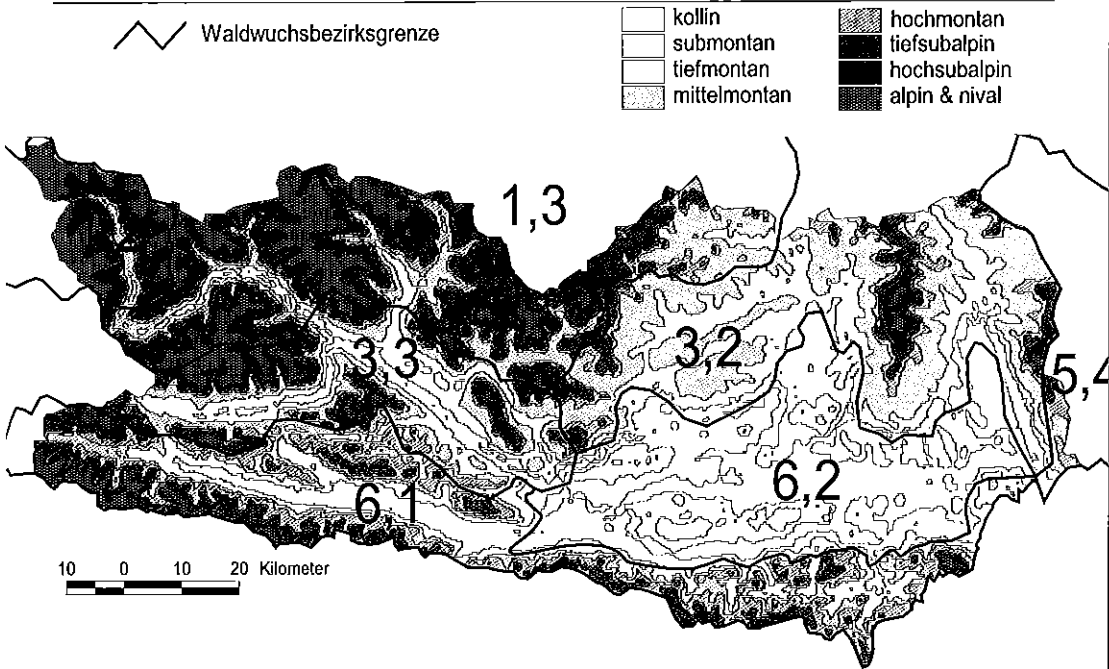 Waldwuchsbezirksgrenze
kollin
submontan
tiefmontan
mittelmontan
hochmontan
tiefsubalpin
hochsubalpin
alpin & nival
1,3
3,3
3,2
5,4
6,1
6,2
10 0 10 20 Kilometer